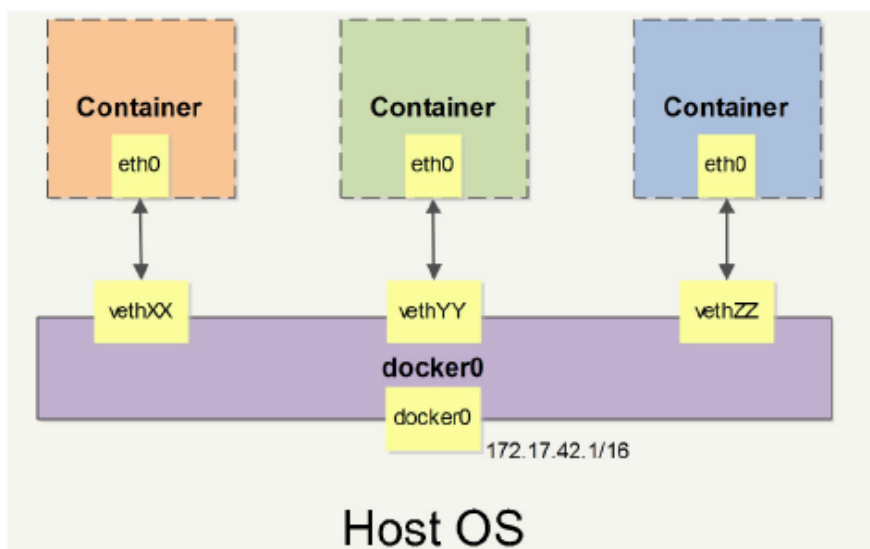 Container
Container
Container
eth0
eth0
eth0
vethXX
vethYY
vethZZ
docker0
docker0
172.17.42.1/16
Host OS